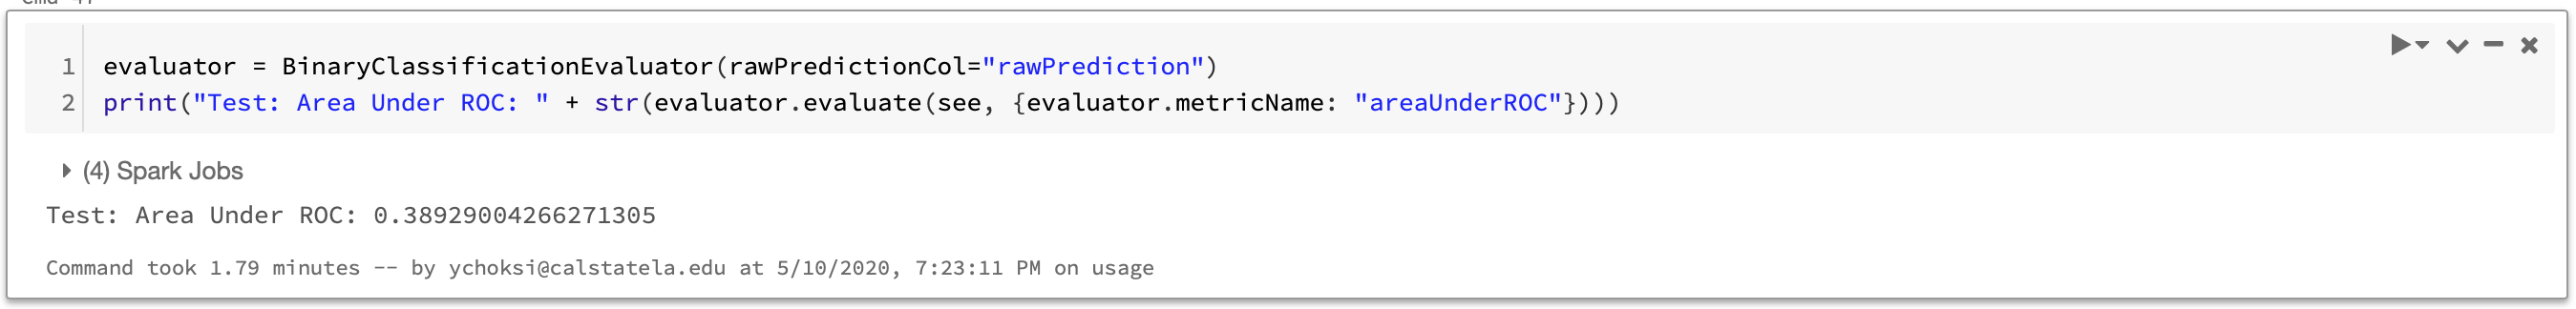 Cmd 47
1 evaluator = BinaryClassificationEvaluator(rawPredictionCol="rawPrediction")
2 print("Test: Area Under ROC: " + str(evaluator.evaluate(see, {evaluator.metricName: "areaUnderROC"})))
(4) Spark Jobs
Test: Area Under ROC: 0.38929004266271305
Command took 1.79 minutes -- by ychoksi@calstatela.edu at 5/10/2020, 7:23:11 PM on usage